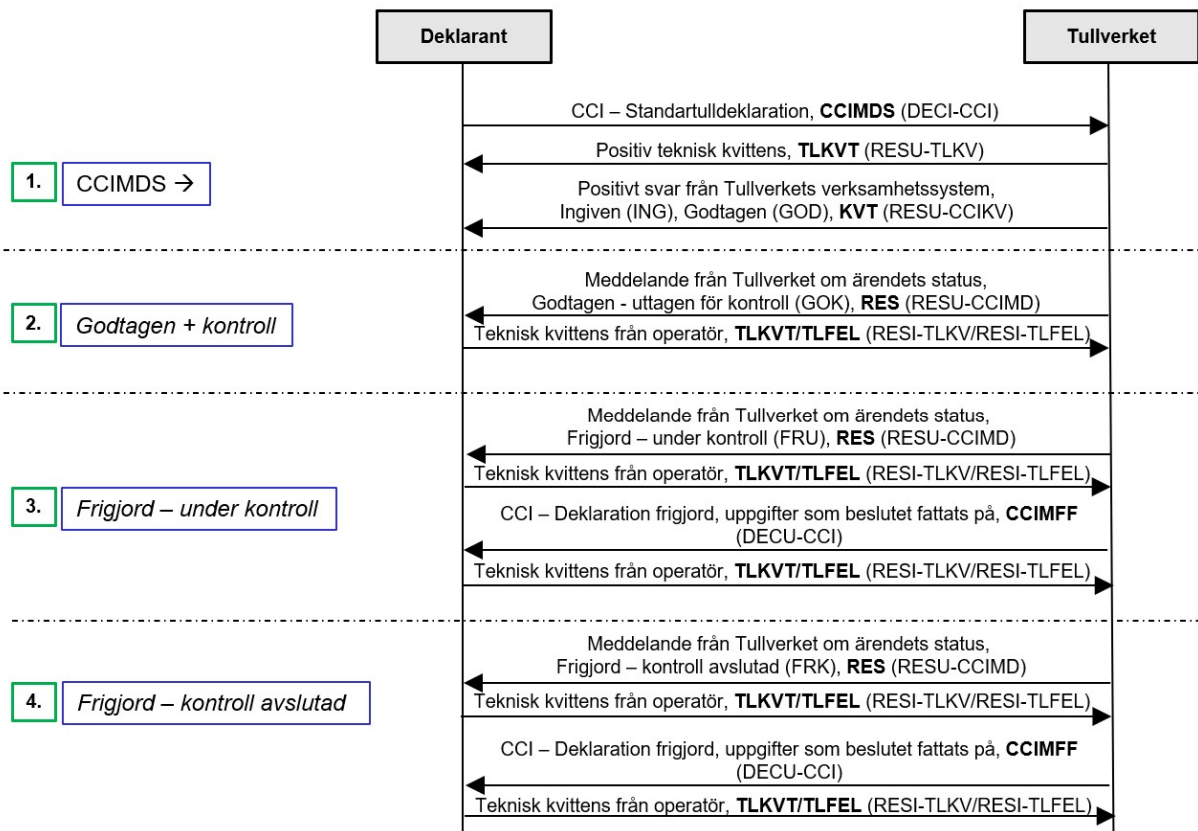 Deklarant
Tullverket
CCI – Standartulldeklaration, CCIMDS (DECI-CCI)
Positiv teknisk kvittens, TLKVT (RESU-TLKV)
1.
CCIMDS →
Positivt svar från Tullverkets verksamhetssystem,
Ingiven (ING), Godtagen (GOD), KVT (RESU-CCIKV)
Meddelande från Tullverket om ärendets status,
Godtagen - uttagen för kontroll (GOK), RES (RESU-CCIMD)
2.
Godtagen + kontroll
Teknisk kvittens från operatör, TLKVT/TLFEL (RESI-TLKV/RESI-TLFEL)
Meddelande från Tullverket om ärendets status,
Frigjord – under kontroll (FRU), RES (RESU-CCIMD)
Teknisk kvittens från operatör, TLKVT/TLFEL (RESI-TLKV/RESI-TLFEL)
3.
Frigjord – under kontroll
CCI – Deklaration frigjord, uppgifter som beslutet fattats på, CCIMFF
(DECU-CCI)
Teknisk kvittens från operatör, TLKVT/TLFEL (RESI-TLKV/RESI-TLFEL)
Meddelande från Tullverket om ärendets status,
Frigjord – kontroll avslutad (FRK), RES (RESU-CCIMD)
4.
Frigjord – kontroll avslutad
Teknisk kvittens från operatör, TLKVT/TLFEL (RESI-TLKV/RESI-TLFEL)
CCI – Deklaration frigjord, uppgifter som beslutet fattats på, CCIMFF
(DECU-CCI)
Teknisk kvittens från operatör, TLKVT/TLFEL (RESI-TLKV/RESI-TLFEL)